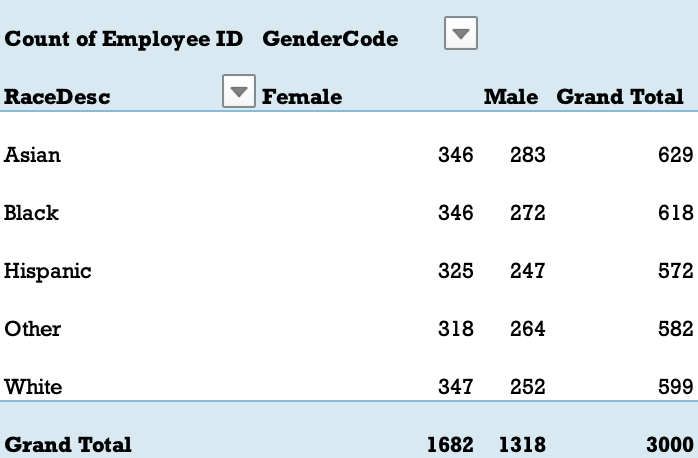 Count of Employee ID GenderCode
RaceDesc Female Male Grand Total
Asian 346 283 629
Black 346 272 618
Hispanic 325 247 572
Other 318 264 582
White 347 252 599
Grand Total 1682 1318 3000